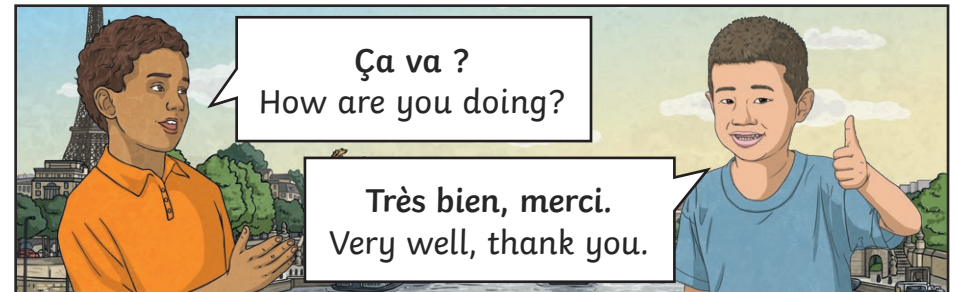 Ça va ?
How are you doing?
Très bien, merci.
Very well, thank you.